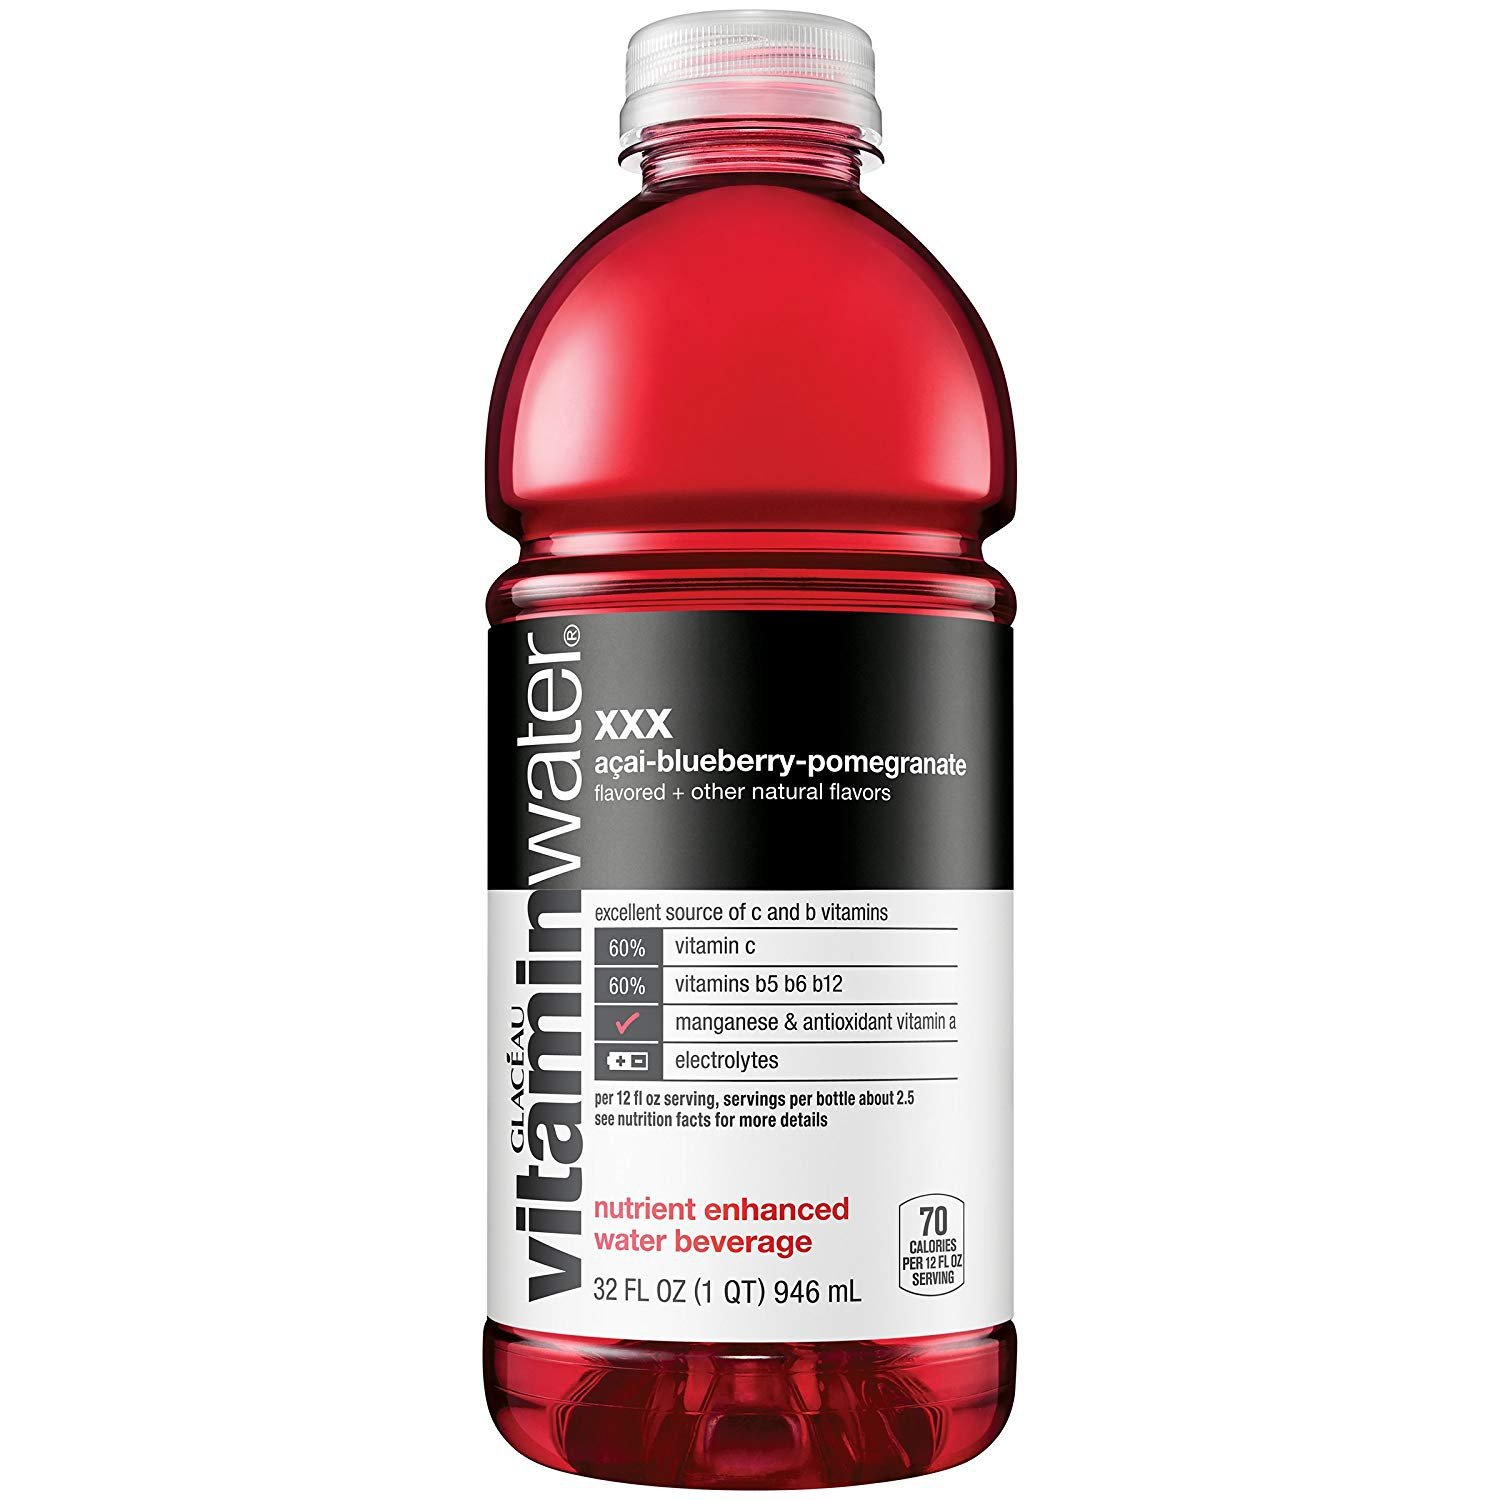 GLACÉAU
vitaminwater®
xxx
açai-blueberry-pomegranate
flavored + other natural flavors
excellent source of c and b vitamins
60% vitamin c
60% vitamins b5 b6 b12
✓ manganese & antioxidant vitamin a
electrolytes
per 12 fl oz serving, servings per bottle about 2.5
see nutrition facts for more details
nutrient enhanced
water beverage
32 FL OZ (1 QT) 946 mL
70
CALORIES
PER 12 FL OZ
SERVING